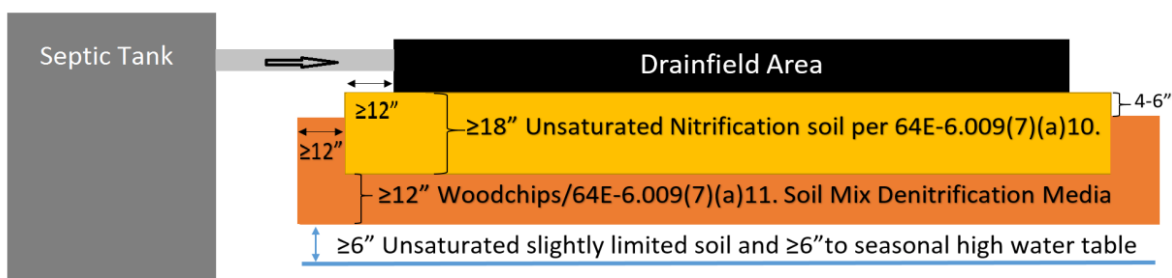 Septic Tank
Drainfield Area
≥12”
4-6”
≥18” Unsaturated Nitrification soil per 64E-6.009(7)(a)10.
≥12”
≥12” Woodchips/64E-6.009(7)(a)11. Soil Mix Denitrification Media
≥6” Unsaturated slightly limited soil and ≥6”to seasonal high water table